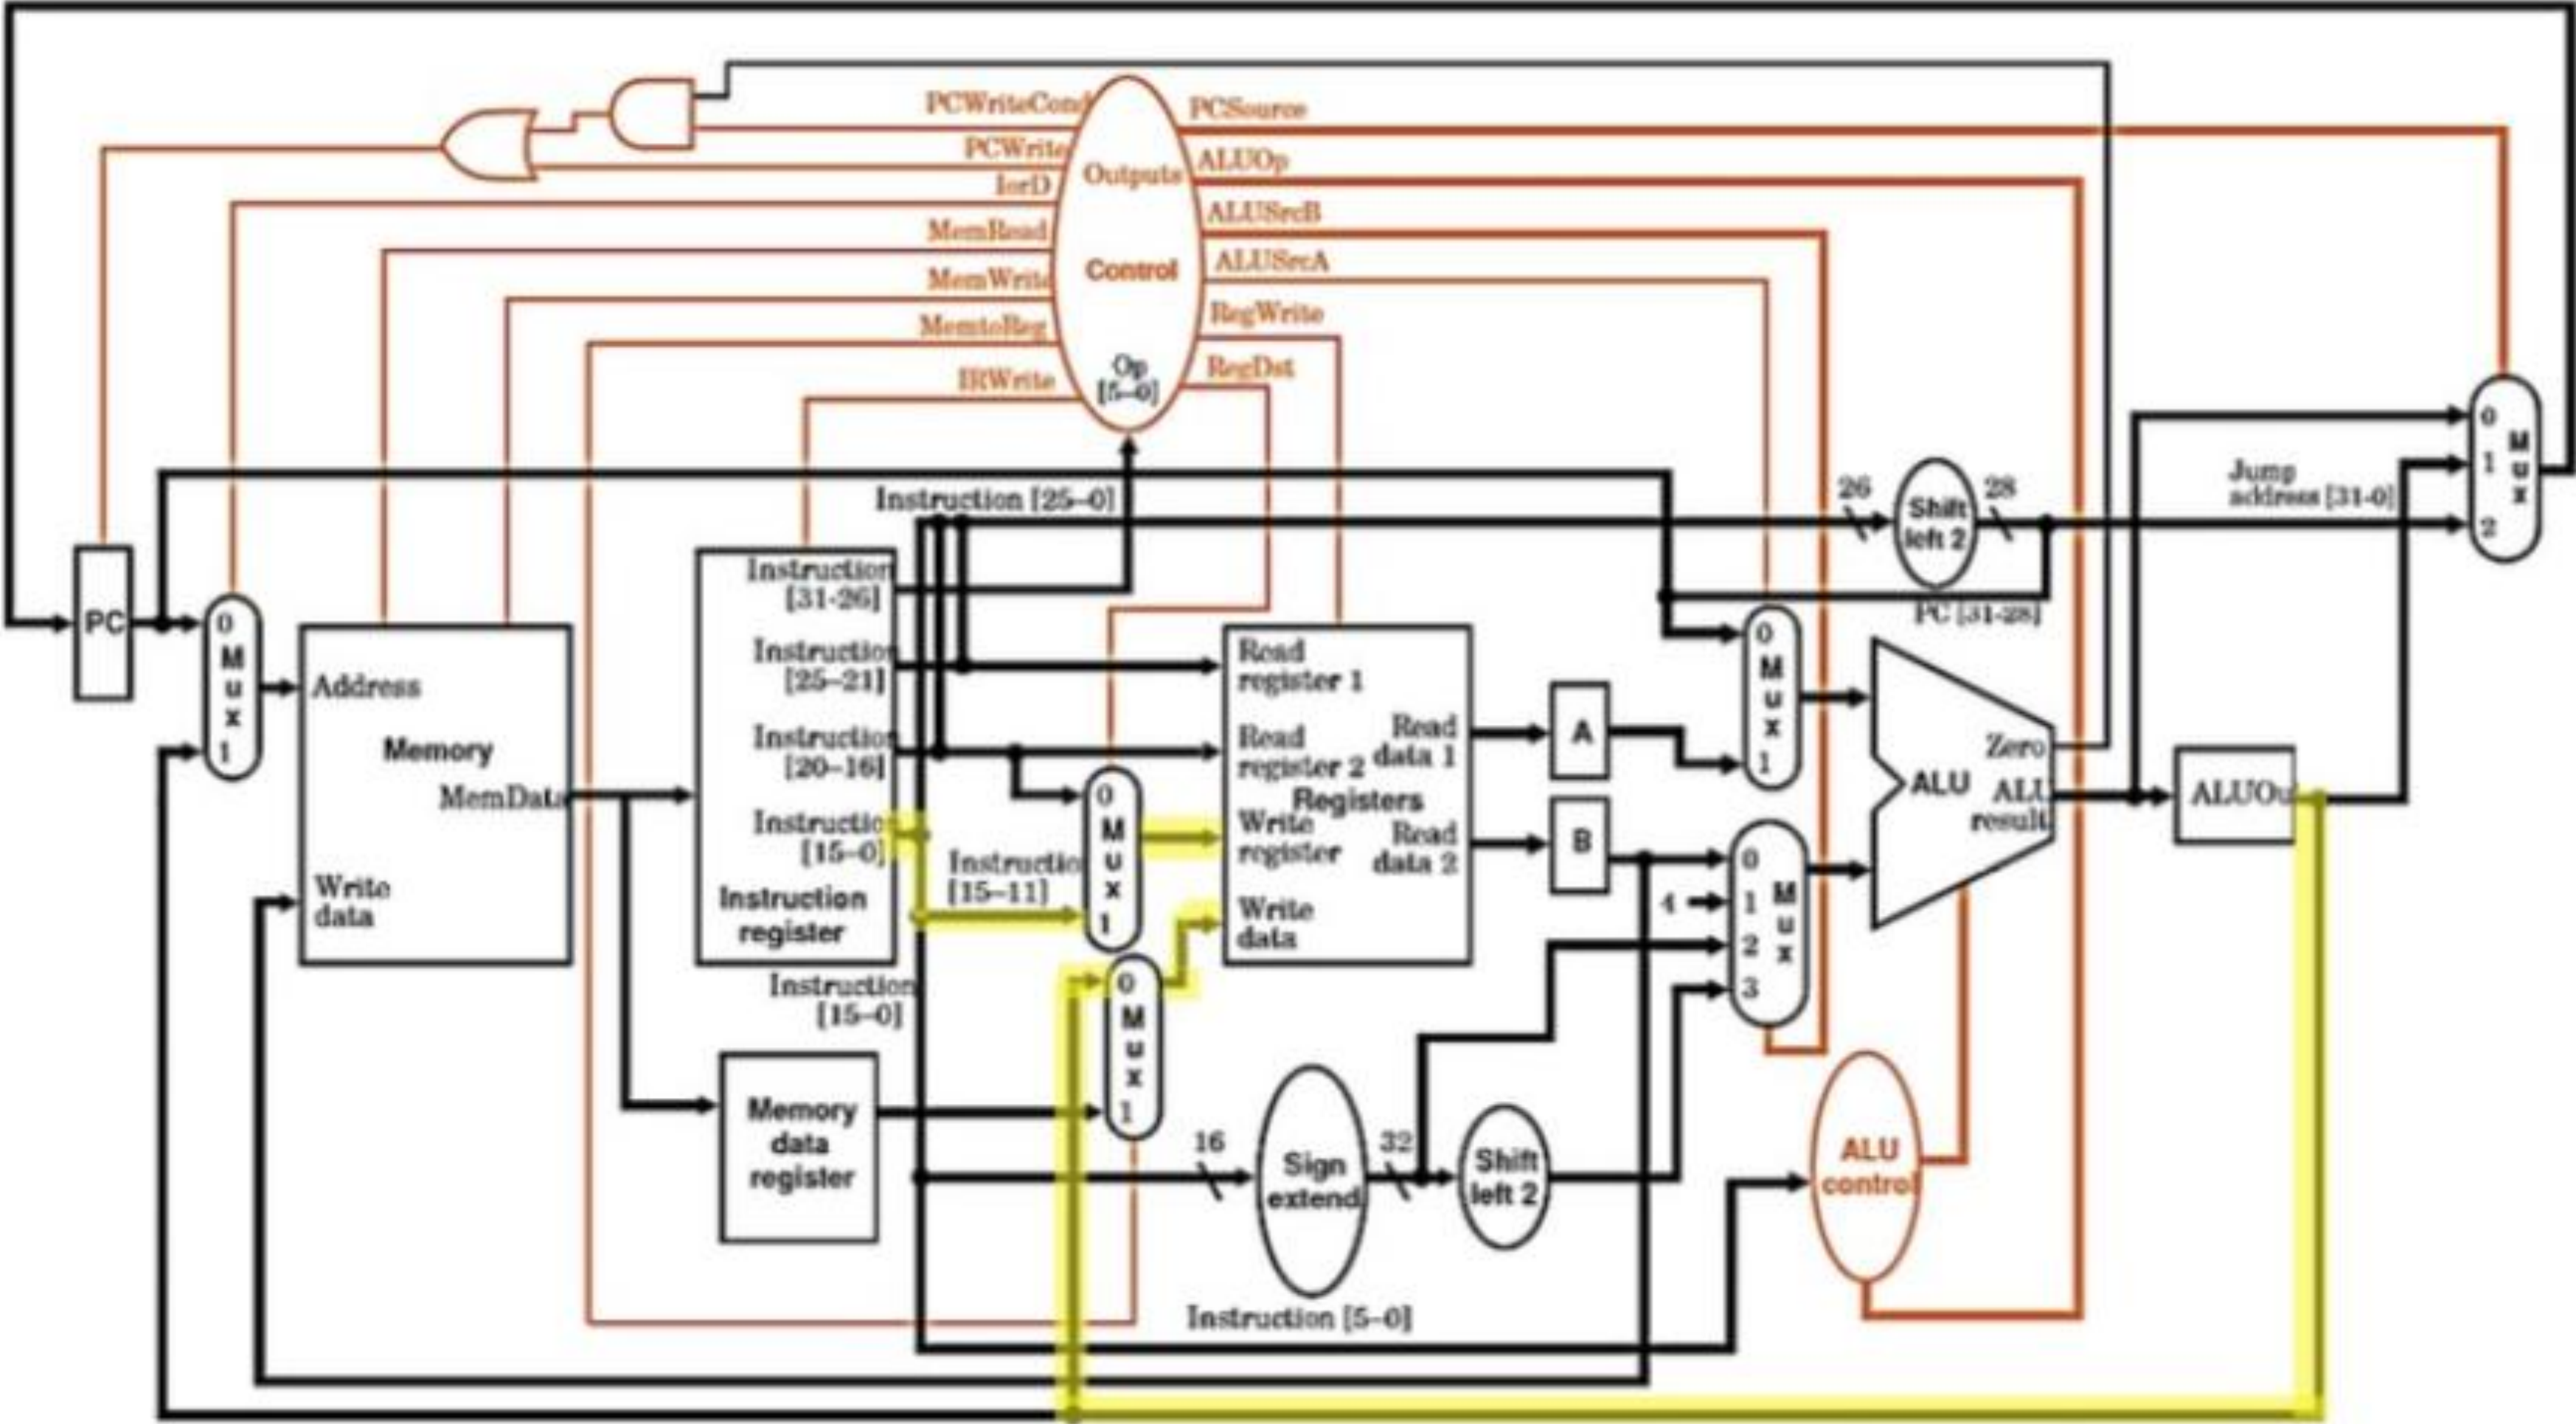 PCWriteCond
PCWrite
IorD
MemRead
MemWrite
MemtoReg
IRWrite
Outputs
Control
Op
[5–0]
PCSource
ALUOp
ALUSrcB
ALUSrcA
RegWrite
RegDst
PC
0
M
u
x
1
Address
Memory
MemData
Write
data
Instruction [25–0]
Instruction
[31-26]
Instruction
[25–21]
Instruction
[20–16]
Instructio
[15–0]
Instruction
register
Instruction
[15–0]
Instructio
[15–11]
Memory
data
register
0
M
u
x
1
0
M
u
x
1
Read
register 1
Read
register 2
Read
data 1
Registers
Write
register
Read
data 2
Write
data
16
Sign
extend
32
Shift
left 2
Instruction [5–0]
A
B
4
0
M
u
x
1
0
1
2
3
M
u
x
26
Shift
left 2
28
PC [31-28]
Jump
address [31-0]
Zero
ALU
ALU
result
ALUOu
ALU
control
0
1
2
M
u
x